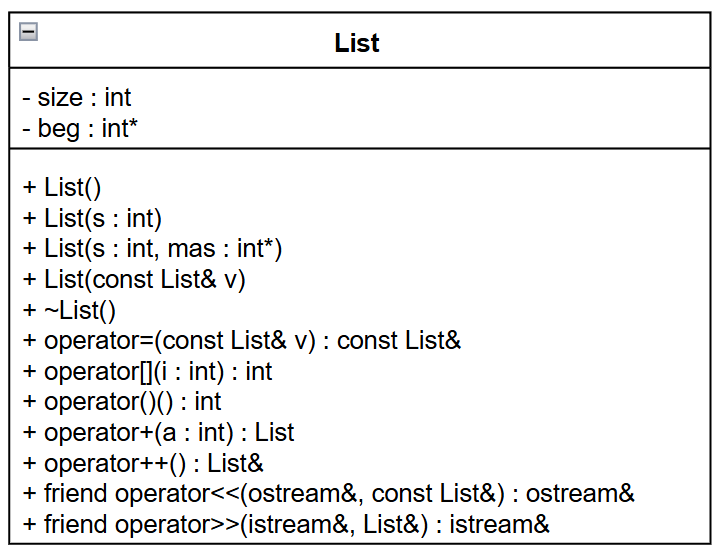 List
- size : int
- beg : int*
+ List()
+ List(s : int)
+ List(s : int, mas : int*)
+ List(const List& v)
+ ~List()
+ operator=(const List& v) : const List&
+ operator[](i : int) : int
+ operator()() : int
+ operator+(a : int) : List
+ operator++() : List&
+ friend operator<<(ostream&, const List&) : ostream&
+ friend operator>>(istream&, List&) : istream&